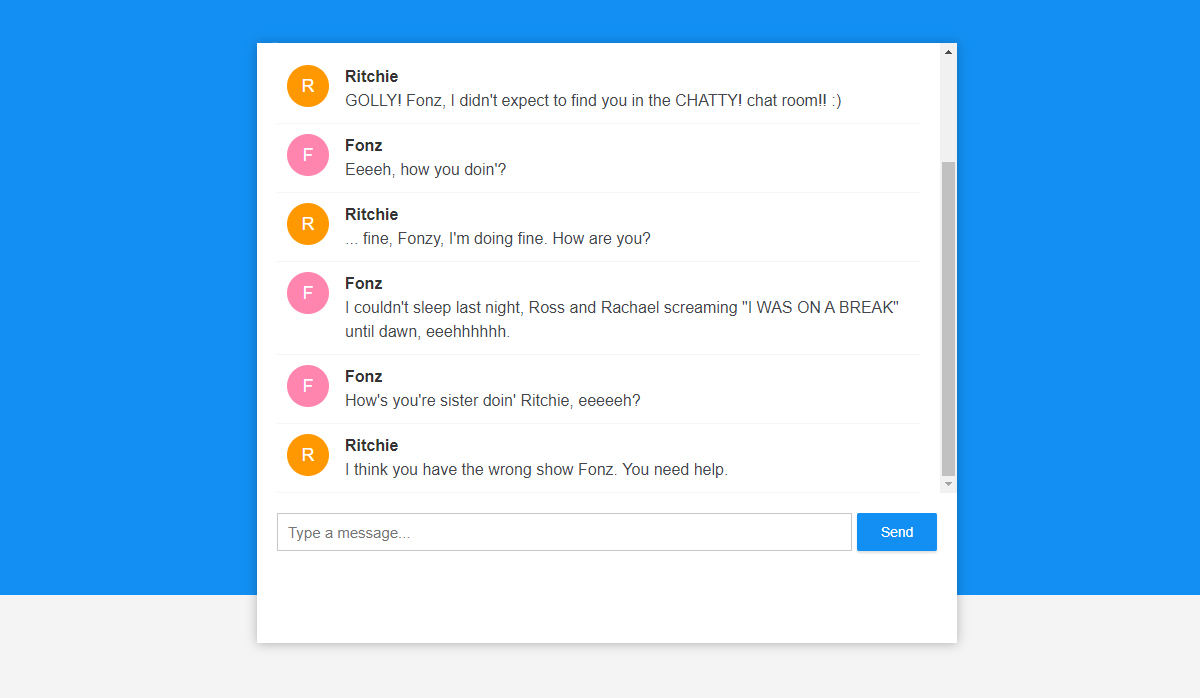 R
Ritchie
GOLLY! Fonz, I didn't expect to find you in the CHATTY! chat room!! :)
F
Fonz
Eeeeh, how you doin'?
R
Ritchie
... fine, Fonzy, I'm doing fine. How are you?
F
Fonz
I couldn't sleep last night, Ross and Rachael screaming "I WAS ON A BREAK"
until dawn, eeehhhhhh.
F
Fonz
How's you're sister doin' Ritchie, eeeeeh?
R
Ritchie
I think you have the wrong show Fonz. You need help.
Type a message...
Send